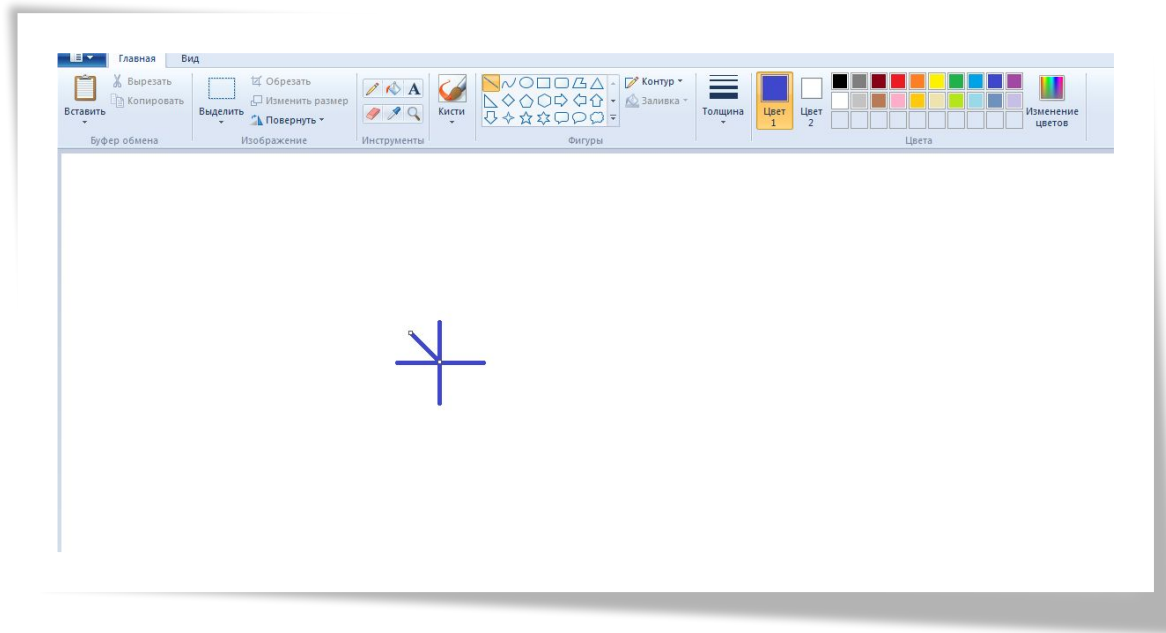 Главная Вид
Вставить
Вырезать
Копировать
Буфер обмена
Выделить
Обрезать
Изменить размер
Повернуть
Изображение
A
Инструменты
Кисти
Контур
Заливка
Фигуры
Толщина
Цвет
1
Цвет
2
Изменение
цветов
Цвета